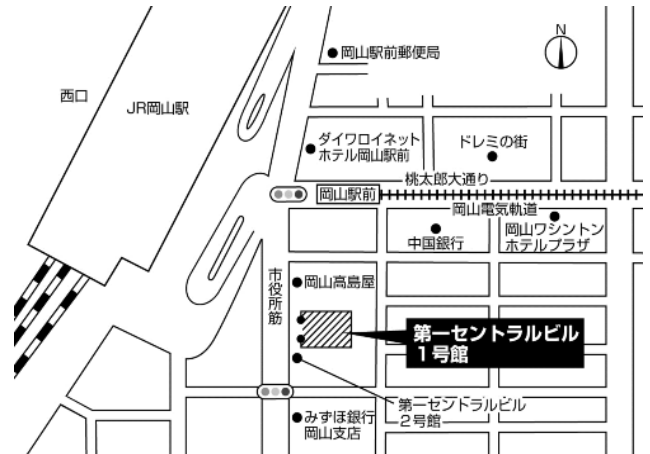 N
岡山駅前郵便局
西口
JR岡山駅
ダイワロイネット
ホテル岡山駅前
ドレミの街
桃太郎大通り
岡山駅前
岡山電気軌道
中国銀行
岡山ワシントン
ホテルプラザ
市役所筋
岡山高島屋
第一セントラルビル
1号館
第一セントラルビル
2号館
みずほ銀行
岡山支店